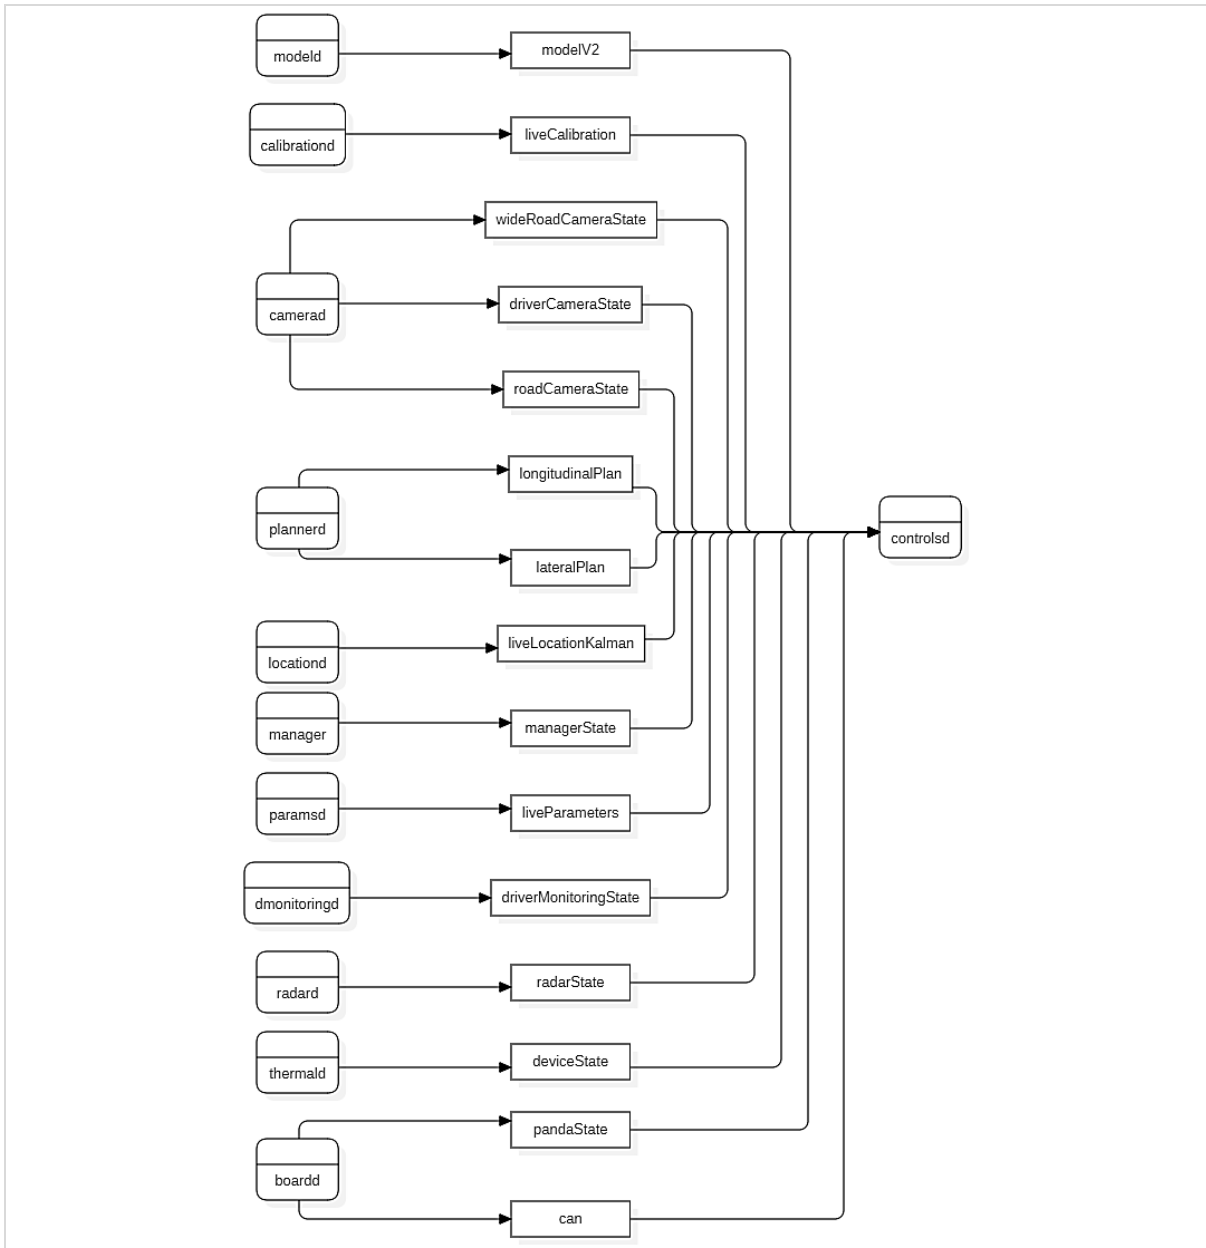 modeld
modelV2
calibrationd
liveCalibration
wideRoadCameraState
camerad
driverCameraState
roadCameraState
longitudinalPlan
plannerd
controlsd
lateralPlan
locationd
liveLocationKalman
manager
managerState
paramsd
liveParameters
dmonitoringd
driverMonitoringState
radard
radarState
thermald
deviceState
pandaState
boardd
can